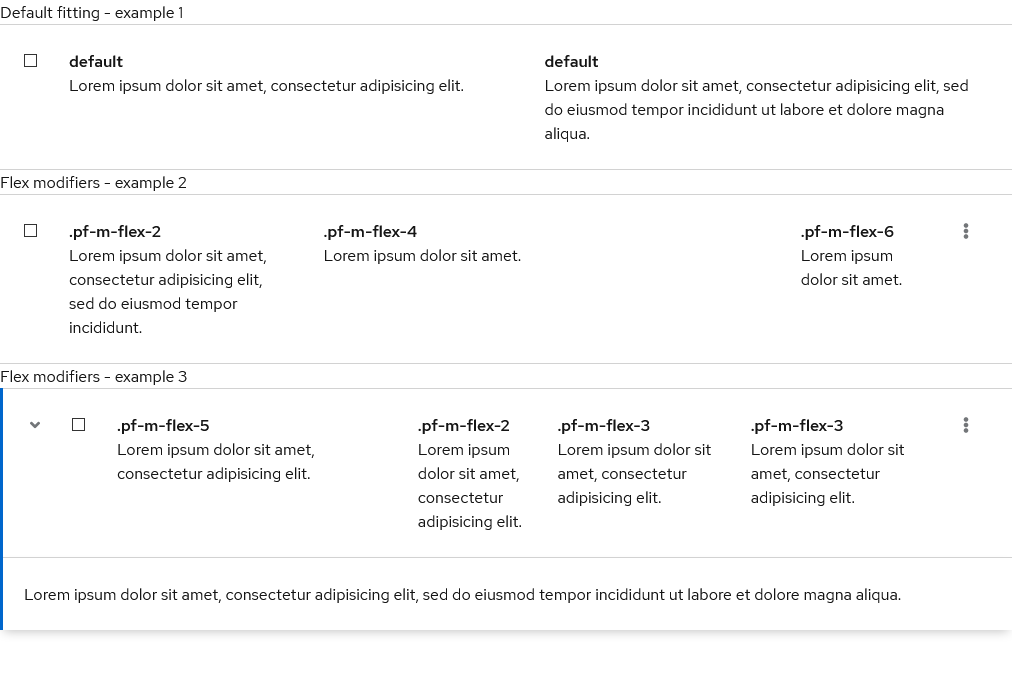 Default fitting - example 1
default
Lorem ipsum dolor sit amet, consectetur adipisicing elit.
default
Lorem ipsum dolor sit amet, consectetur adipisicing elit, sed
do eiusmod tempor incididunt ut labore et dolore magna
aliqua.
Flex modifiers - example 2
.pf-m-flex-2
Lorem ipsum dolor sit amet,
consectetur adipisicing elit,
sed do eiusmod tempor
incididunt.
.pf-m-flex-4
Lorem ipsum dolor sit amet.
.pf-m-flex-6
Lorem ipsum
dolor sit amet.
Flex modifiers - example 3
.pf-m-flex-5
Lorem ipsum dolor sit amet,
consectetur adipisicing elit.
.pf-m-flex-2
Lorem ipsum
dolor sit amet,
consectetur
adipisicing elit.
.pf-m-flex-3
Lorem ipsum dolor sit
amet, consectetur
adipisicing elit.
.pf-m-flex-3
Lorem ipsum dolor sit
amet, consectetur
adipisicing elit.
Lorem ipsum dolor sit amet, consectetur adipisicing elit, sed do eiusmod tempor incididunt ut labore et dolore magna aliqua.